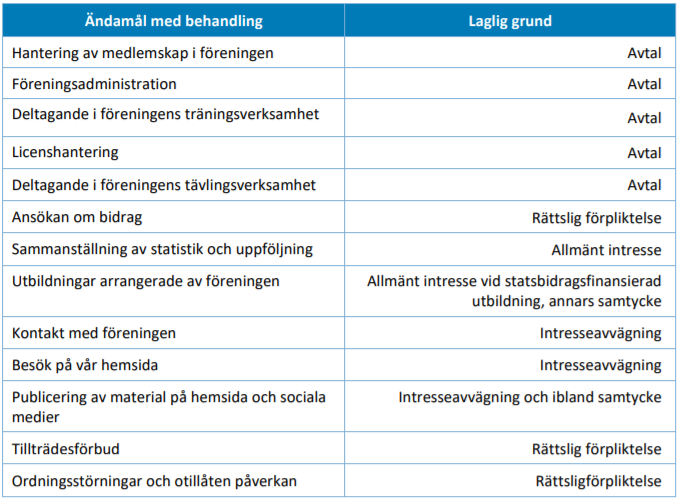 Ändamål med behandling Laglig grund
Hantering av medlemskap i föreningen Avtal
Föreningsadministration Avtal
Deltagande i föreningens träningsverksamhet Avtal
Licenshantering Avtal
Deltagande i föreningens tävlingsverksamhet Avtal
Ansökan om bidrag Rättslig förpliktelse
Sammanställning av statistik och uppföljning Allmänt intresse
Utbildningar arrangerade av föreningen Allmänt intresse vid statsbidragsfinansierad
utbildning, annars samtycke
Kontakt med föreningen Intresseavvägning
Besök på vår hemsida Intresseavvägning
Publicering av material på hemsida och sociala Intresseavvägning och ibland samtycke
medier
Tillträdesförbud Rättslig förpliktelse
Ordningsstörningar och otillåten påverkan Rättsligförpliktelse